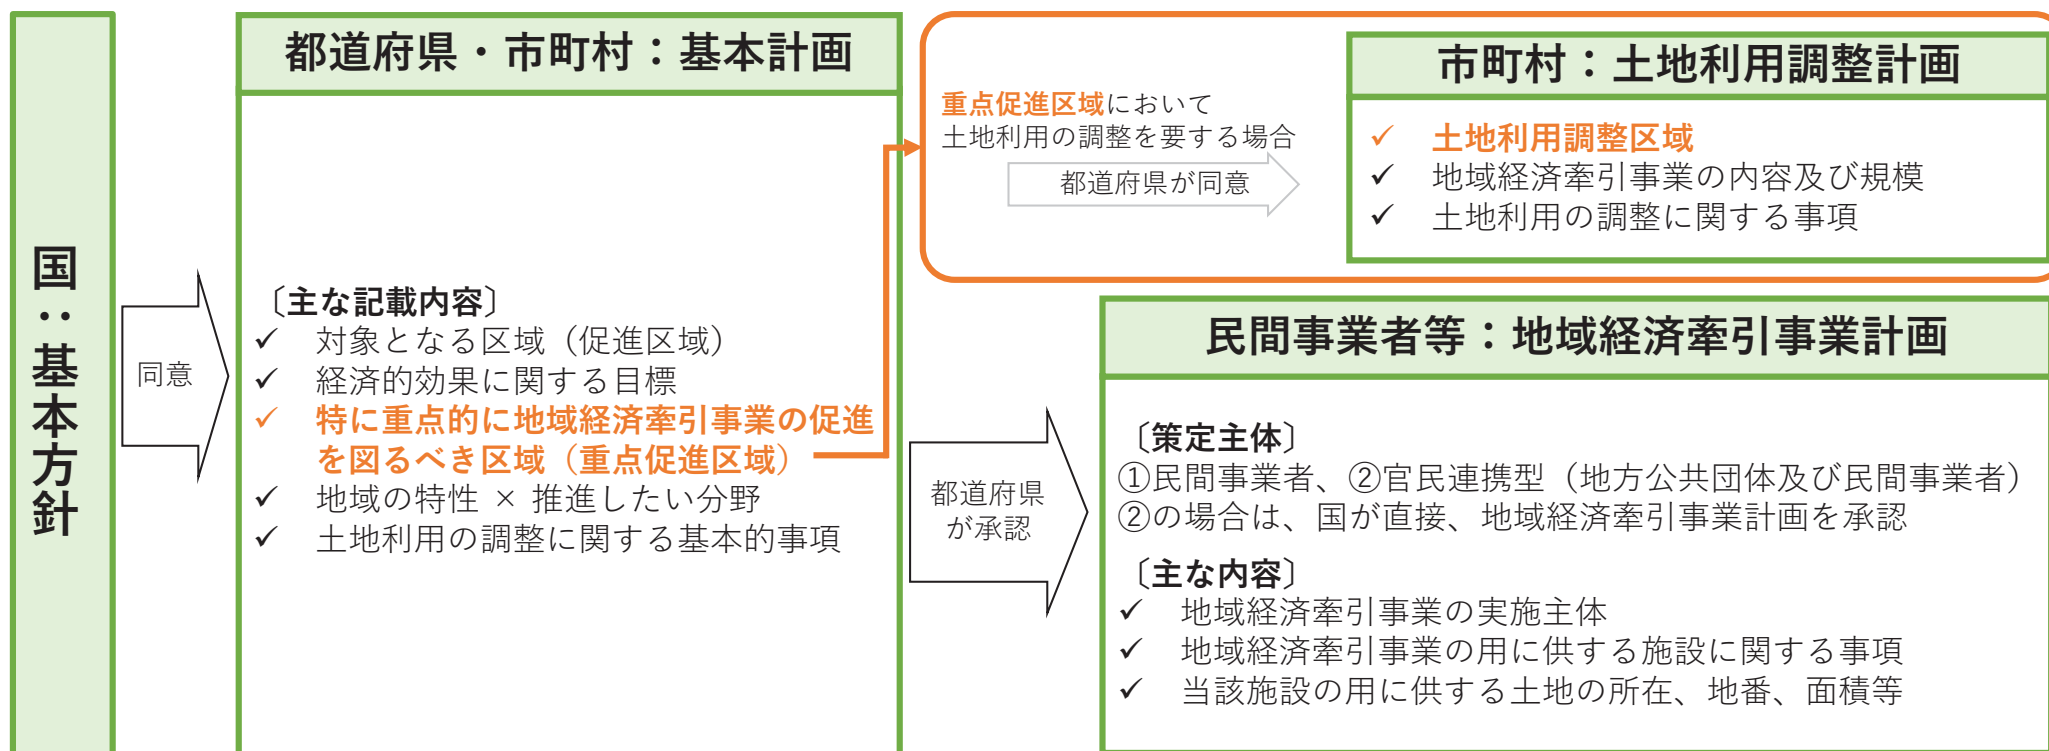 国：基本方針
同意
都道府県・市町村：基本計画
〔主な記載内容〕
✓ 対象となる区域（促進区域）
✓ 経済的効果に関する目標
✓ 特に重点的に地域経済牽引事業の促進
を図るべき区域（重点促進区域）
✓ 地域の特性 × 推進したい分野
✓ 土地利用の調整に関する基本的事項
重点促進区域において
土地利用の調整を要する場合
都道府県が同意
市町村：土地利用調整計画
✓ 土地利用調整区域
✓ 地域経済牽引事業の内容及び規模
✓ 土地利用の調整に関する事項
都道府県
が承認
民間事業者等：地域経済牽引事業計画
〔策定主体〕
①民間事業者、②官民連携型（地方公共団体及び民間事業者）
②の場合は、国が直接、地域経済牽引事業計画を承認
〔主な内容〕
✓ 地域経済牽引事業の実施主体
✓ 地域経済牽引事業の用に供する施設に関する事項
✓ 当該施設の用に供する土地の所在、地番、面積等